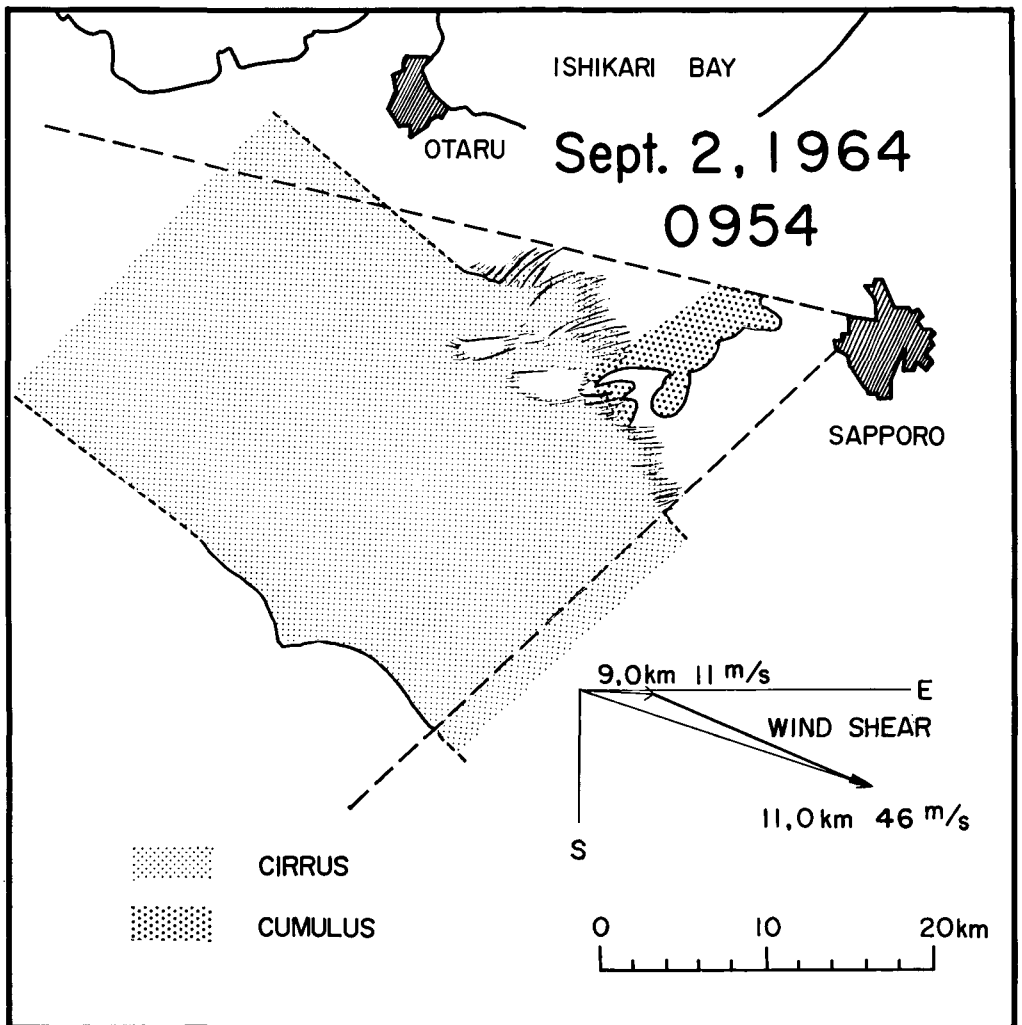 ISHIKARI BAY
OTARU
Sept. 2, 1964
0954
SAPPORO
9,0km 11 m/s
E
WIND SHEAR
11,0km 46 m/s
S
CIRRUS
CUMULUS
0 10 20km